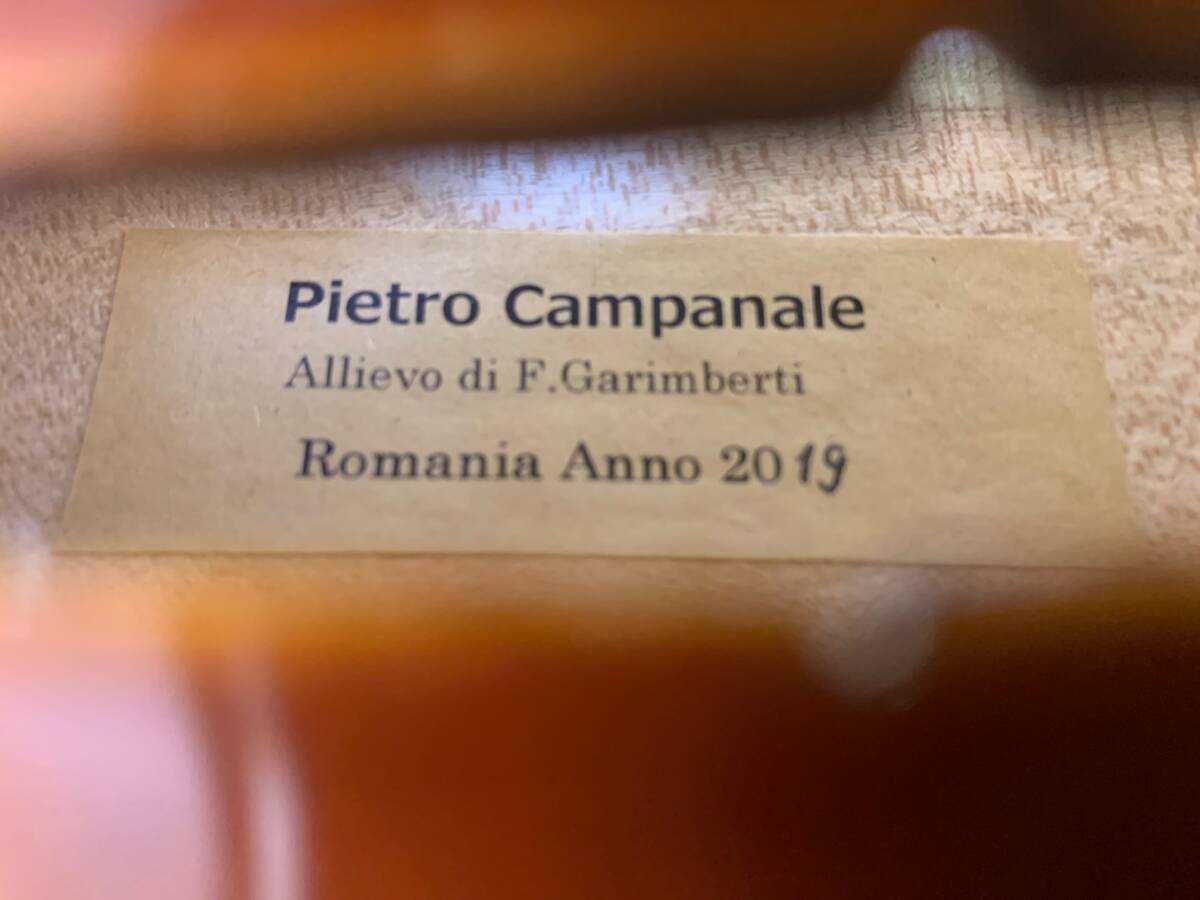 Pietro Campanale
Allievo di F.Garimberti
Romania Anno 2019